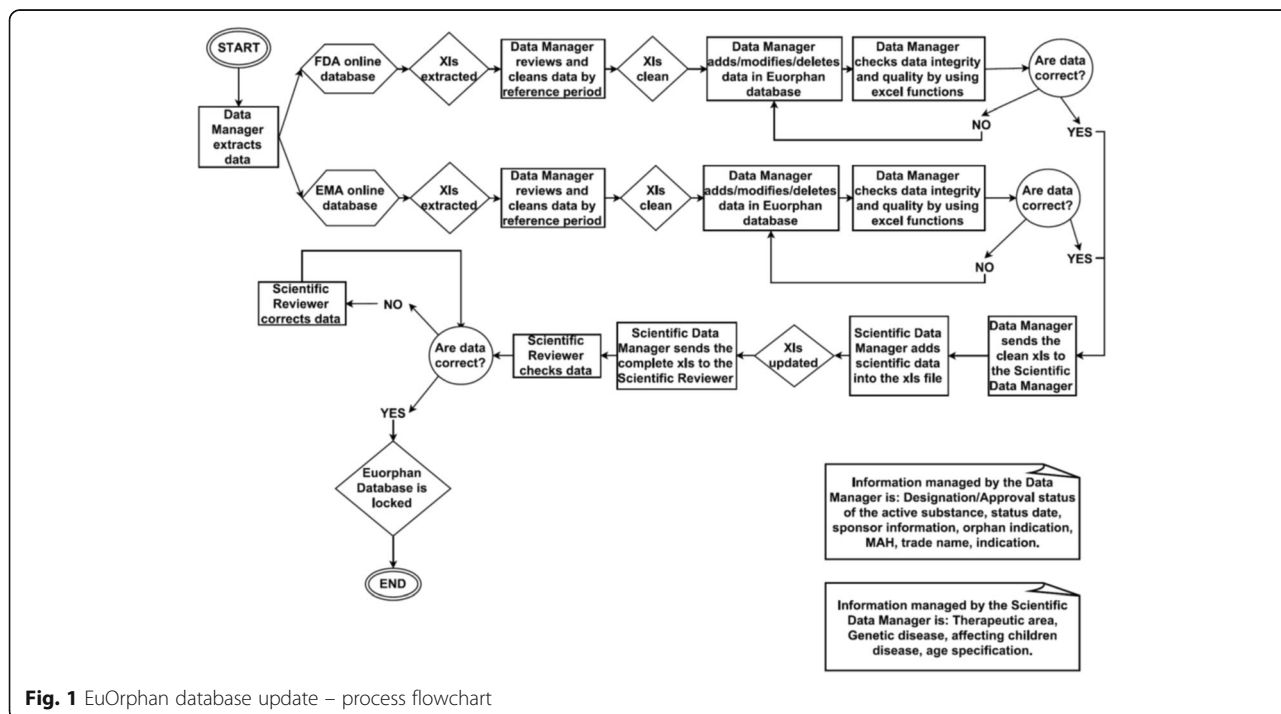 START
Data
Manager
extracts
data
FDA online
database
XIs
extracted
Data Manager
reviews and
cleans data by
reference period
XIs
clean
Data Manager
adds/modifies/deletes
data in Euorphan
database
Data Manager
checks data integrity
and quality by using
excel functions
Are data
correct?
NO
YES
EMA online
database
XIs
extracted
Data Manager
reviews and
cleans data by
reference period
XIs
clean
Data Manager
adds/modifies/deletes
data in Euorphan
database
Data Manager
checks data integrity
and quality by using
excel functions
Are data
correct?
NO
YES
Data Manager
sends the
clean xIs to
the Scientific
Data Manager
Scientific Data
Manager adds
scientific data
into the xIs file
XIs
updated
Scientific Data
Manager sends the
complete xIs to the
Scientific Reviewer
Scientific
Reviewer
checks data
Are data
correct?
NO
Scientific
Reviewer
corrects data
YES
Euorphan
Database is
locked
END
Information managed by the Data
Manager is: Designation/Approval status
of the active substance, status date,
sponsor information, orphan indication,
MAH, trade name, indication.
Information managed by the Scientific
Data Manager is: Therapeutic area,
Genetic disease, affecting children
disease, age specification.
Fig. 1 EuOrphan database update – process flowchart